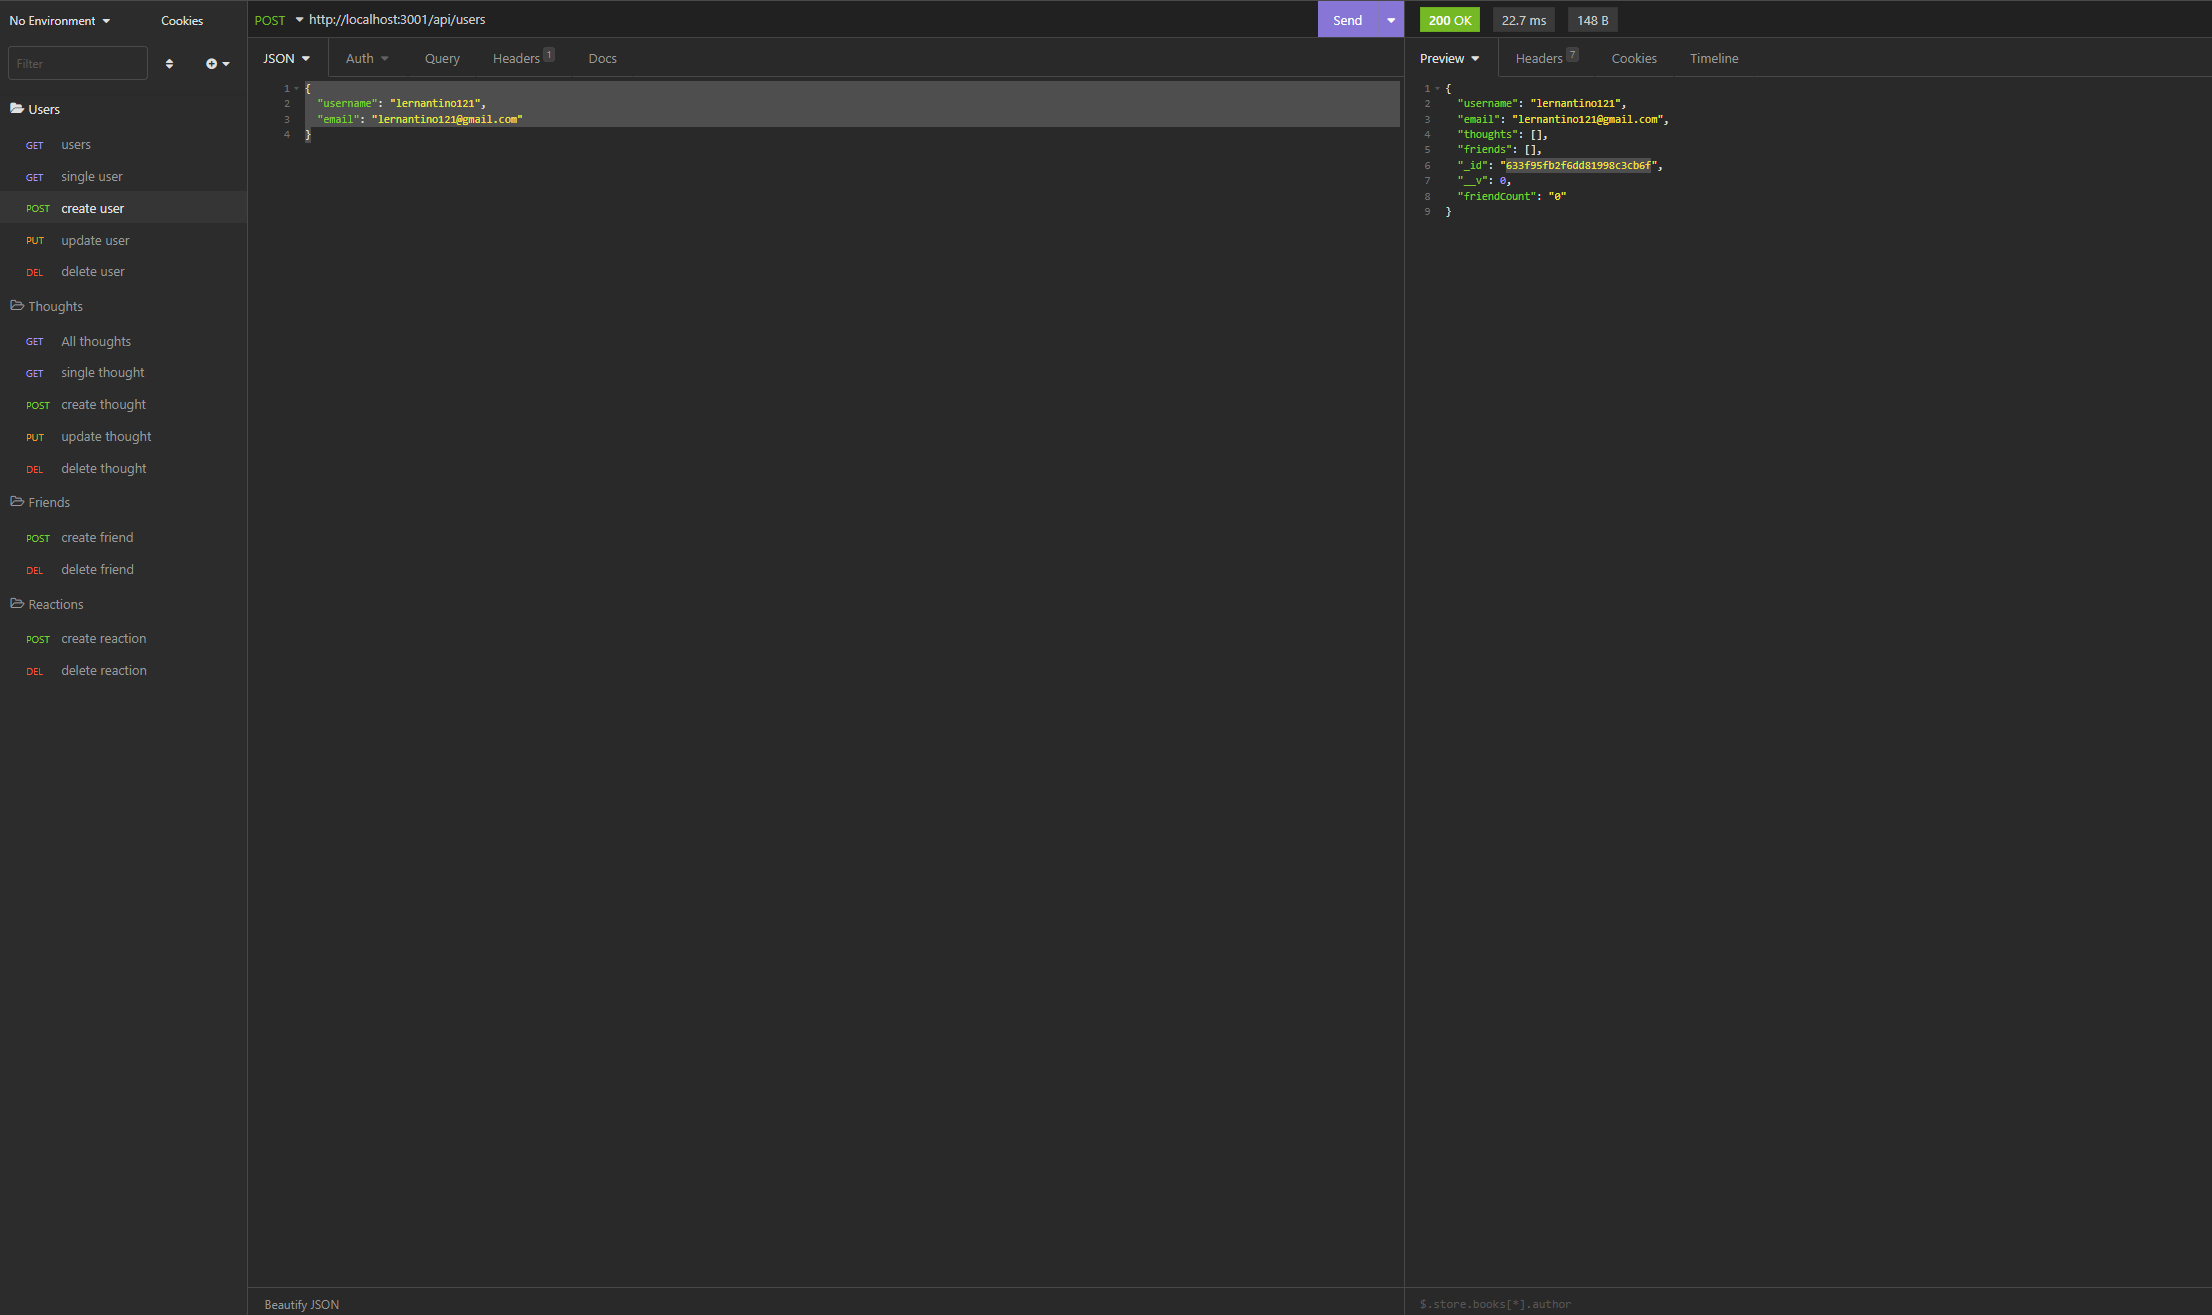 No Environment
Cookies
Filter
Users
GET users
GET single user
POST create user
PUT update user
DEL delete user
Thoughts
GET All thoughts
GET single thought
POST create thought
PUT update thought
DEL delete thought
Friends
POST create friend
DEL delete friend
Reactions
POST create reaction
DEL delete reaction
POST http://localhost:3001/api/users
Send
JSON Auth Query Headers 1 Docs
1 {
2 "username": "lernantino121",
3 "email": "lernantino121@gmail.com"
4 }
Beautify JSON
200 OK 22.7 ms 148 B
Preview Headers 7 Cookies Timeline
1 {
2 "username": "lernantino121",
3 "email": "lernantino121@gmail.com",
4 "thoughts": [],
5 "friends": [],
6 "_id": "633f95fb2f6dd81998c3cb6f",
7 "__v": 0,
8 "friendCount": "0"
9 }
$.store.books[*].author